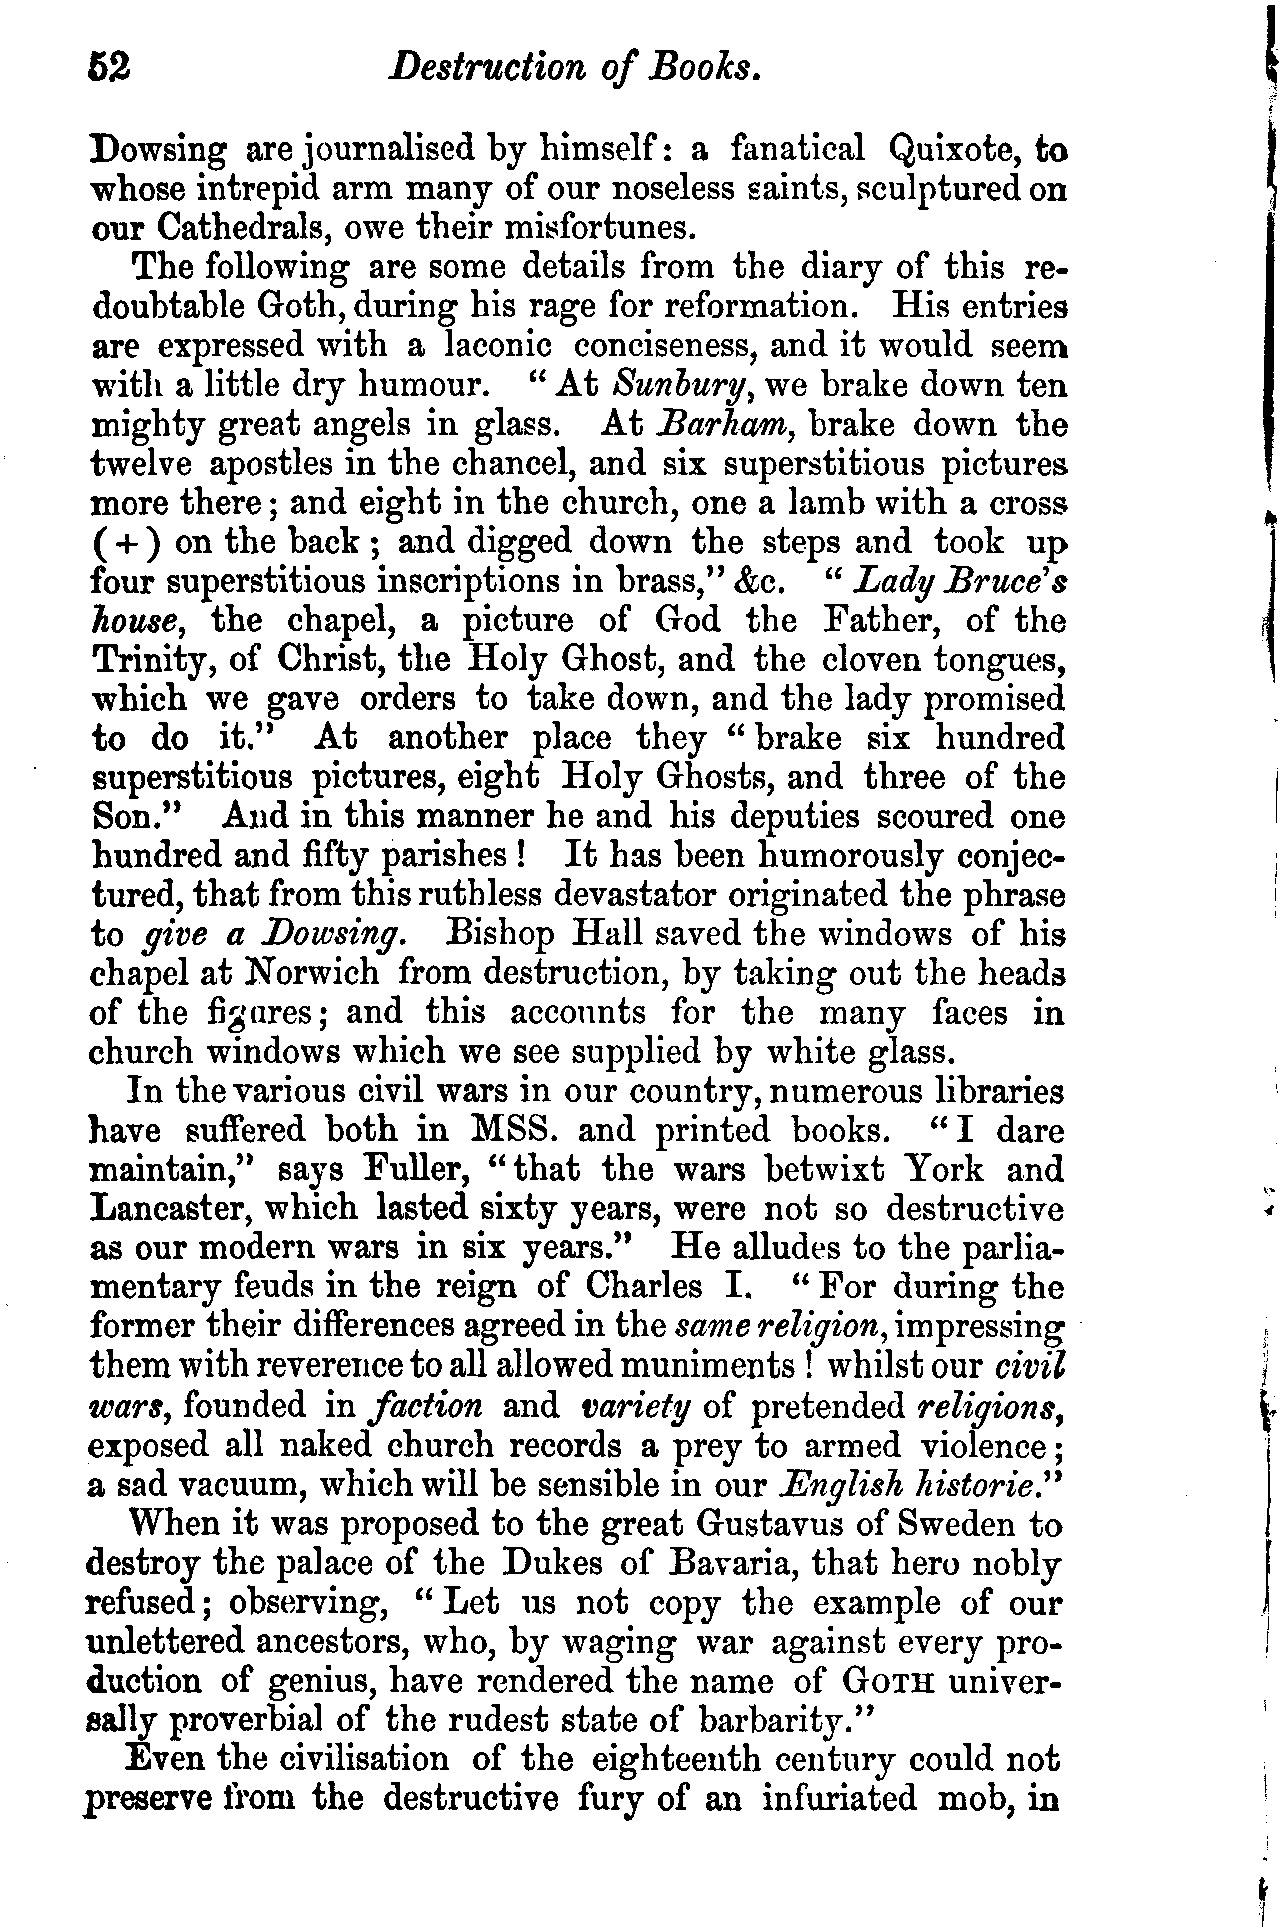 52 Destruction of Books.
Dowsing are journalised by himself: a fanatical Quixote, to
whose intrepid arm many of our noseless saints, sculptured on
our Cathedrals, owe their misfortunes.
The following are some details from the diary of this re-
doubtable Goth, during his rage for reformation. His entries
are expressed with a laconic conciseness, and it would seem
with a little dry humour. “At Sunbury, we brake down ten
mighty great angels in glass. At Barham, brake down the
twelve apostles in the chancel, and six superstitious pictures
more there; and eight in the church, one a lamb with a cross
(+) on the back; and digged down the steps and took up
four superstitious inscriptions in brass,” &c. “Lady Bruce's
house, the chapel, a picture of God the Father, of the
Trinity, of Christ, the Holy Ghost, and the cloven tongues,
which we gave orders to take down, and the lady promised
to do it.” At another place they “brake six hundred
superstitious pictures, eight Holy Ghosts, and three of the
Son.” And in this manner he and his deputies scoured one
hundred and fifty parishes! It has been humorously conjec-
tured, that from this ruthless devastator originated the phrase
to give a Dowsing. Bishop Hall saved the windows of his
chapel at Norwich from destruction, by taking out the heads
of the figures; and this accounts for the many faces in
church windows which we see supplied by white glass.
In the various civil wars in our country, numerous libraries
have suffered both in MSS. and printed books. “I dare
maintain,” says Fuller, “that the wars betwixt York and
Lancaster, which lasted sixty years, were not so destructive
as our modern wars in six years.” He alludes to the parlia-
mentary feuds in the reign of Charles I. “For during the
former their differences agreed in the same religion, impressing
them with reverence to all allowed muniments! whilst our civil
wars, founded in faction and variety of pretended religions,
exposed all naked church records a prey to armed violence;
a sad vacuum, which will be sensible in our English historie.”
When it was proposed to the great Gustavus of Sweden to
destroy the palace of the Dukes of Bavaria, that hero nobly
refused; observing, “Let us not copy the example of our
unlettered ancestors, who, by waging war against every pro-
duction of genius, have rendered the name of GOTH univer-
sally proverbial of the rudest state of barbarity.”
Even the civilisation of the eighteenth century could not
preserve from the destructive fury of an infuriated mob, in